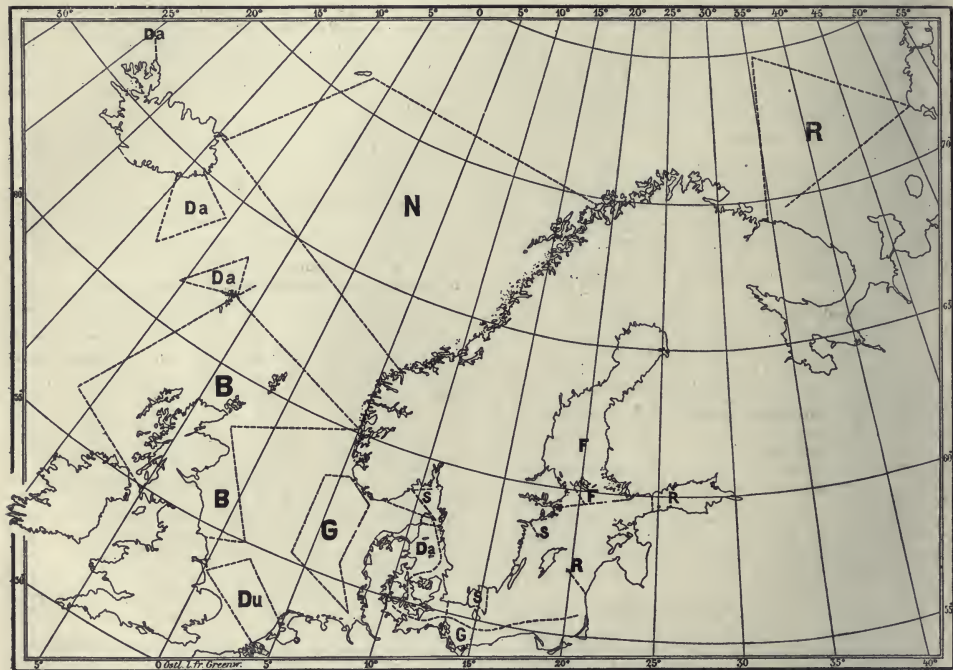 30° 25° 20° 15° 10° 5° 0 5° 10° 15° 20° 25° 30° 35° 40° 45 50° 55°
Da
R
70
N
Da
Da
65
B
F
60
S F R
B G S
Da
R
Du S
G
55
5° 0 Östl. L. fr. Greenw. 5° 10° 15° 20° 25° 30° 35° 40°